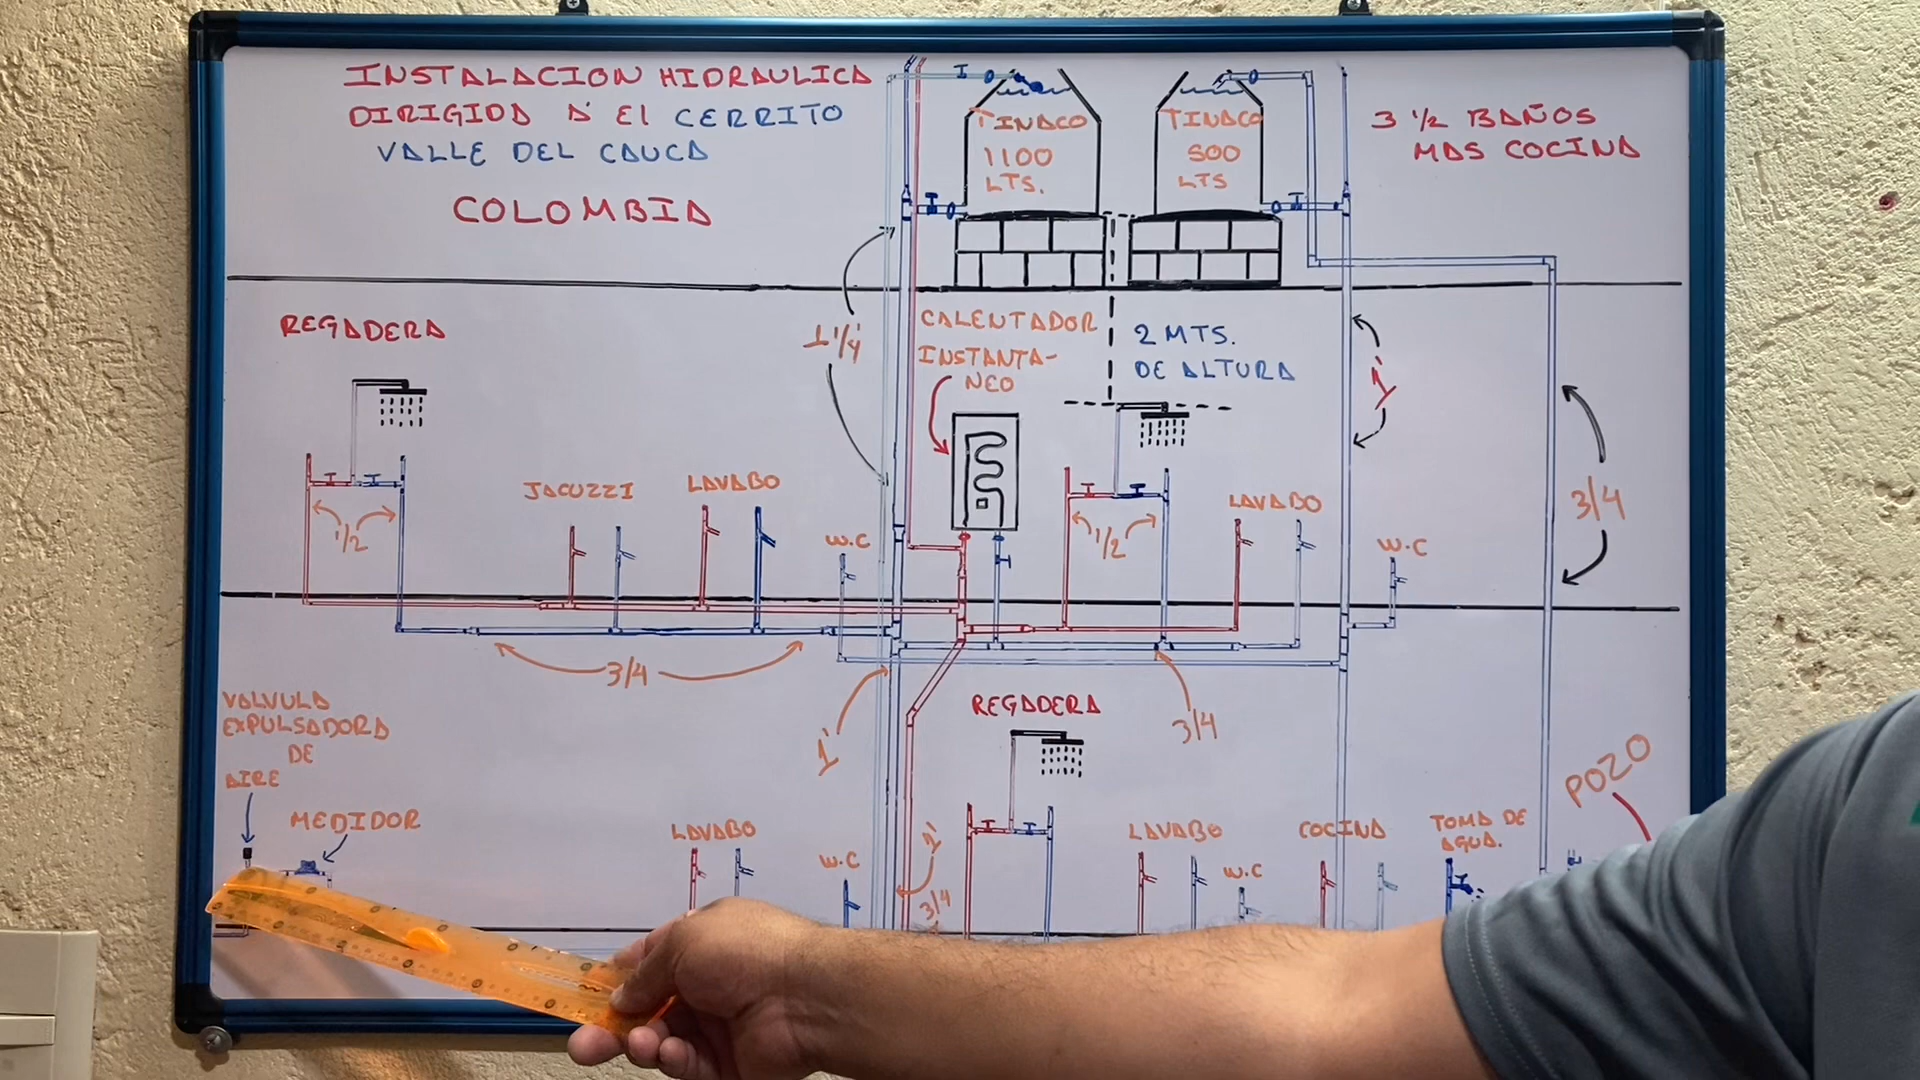 INSTALACION HIDRAULICA
DIRIGIDA A' El CERRITO
VALLE DEL CAUCA
COLOMBIA
TINACO
1100
LTS.
TINACO
500
LTS
3 1/2 BAÑOS
MAS COCINA
REGADERA
1 1/4
CALENTADOR
INSTANTA-
NEO
2 MTS.
DE ALTURA
1
3/4
JACUZZI
LAVABO
W.C
1/2
1/2
LAVABO
W.C
3/4
1
3/4
REGADERA
VALVULA
EXPULSADORA
DE
AIRE
MEDIDOR
LAVABO
W.C
1
3/4
LAVABO
W.C
COCINA
TOMA DE
AGUA.
POZO